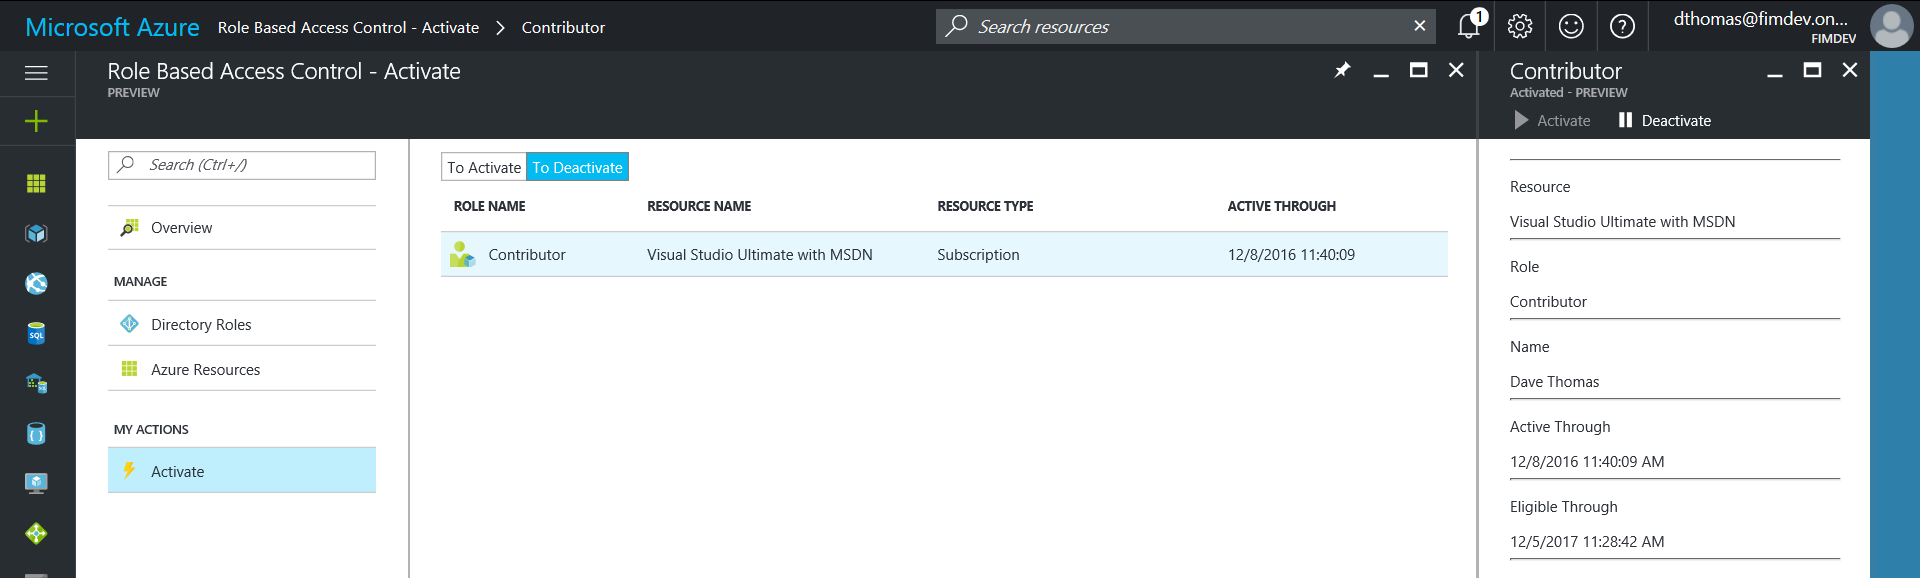 Microsoft Azure Role Based Access Control - Activate > Contributor
Search resources
1
dthomas@fimdev.on...
FIMDEV
Role Based Access Control - Activate
PREVIEW
Search (Ctrl+/)
Overview
MANAGE
Directory Roles
Azure Resources
MY ACTIONS
Activate
To Activate To Deactivate
ROLE NAME RESOURCE NAME RESOURCE TYPE ACTIVE THROUGH
Contributor Visual Studio Ultimate with MSDN Subscription 12/8/2016 11:40:09
Contributor
Activated - PREVIEW
Activate Deactivate
Resource
Visual Studio Ultimate with MSDN
Role
Contributor
Name
Dave Thomas
Active Through
12/8/2016 11:40:09 AM
Eligible Through
12/5/2017 11:28:42 AM
SQL